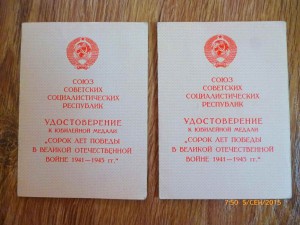 СОЮЗ
СОВЕТСКИХ
СОЦИАЛИСТИЧЕСКИХ
РЕСПУБЛИК
УДОСТОВЕРЕНИЕ
К ЮБИЛЕЙНОЙ МЕДАЛИ
„СОРОК ЛЕТ ПОБЕДЫ
В ВЕЛИКОЙ ОТЕЧЕСТВЕННОЙ
ВОЙНЕ 1941—1945 гг.“
СОЮЗ
СОВЕТСКИХ
СОЦИАЛИСТИЧЕСКИХ
РЕСПУБЛИК
УДОСТОВЕРЕНИЕ
К ЮБИЛЕЙНОЙ МЕДАЛИ
„СОРОК ЛЕТ ПОБЕДЫ
В ВЕЛИКОЙ ОТЕЧЕСТВЕННОЙ
ВОЙНЕ 1941—1945 гг.“
7:50 5/СЕН/2015